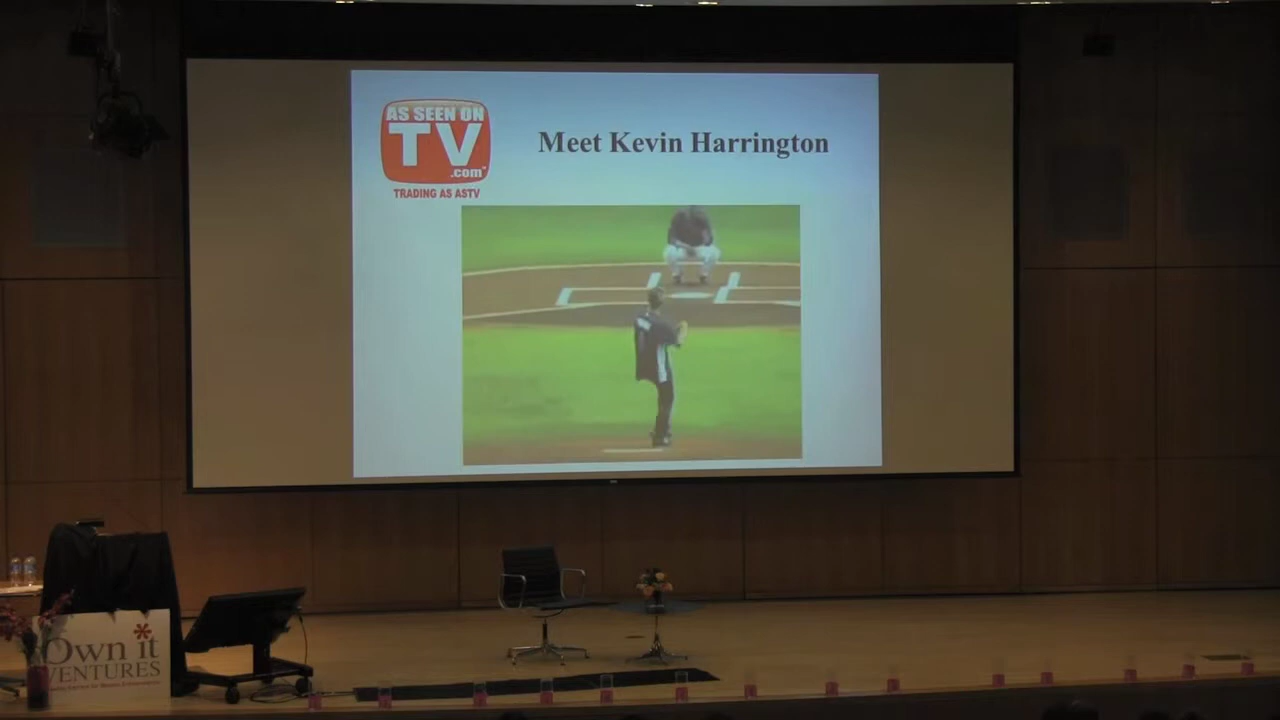 AS SEEN ON
TV
.com
TRADING AS ASTV
Meet Kevin Harrington
Own it
VENTURES